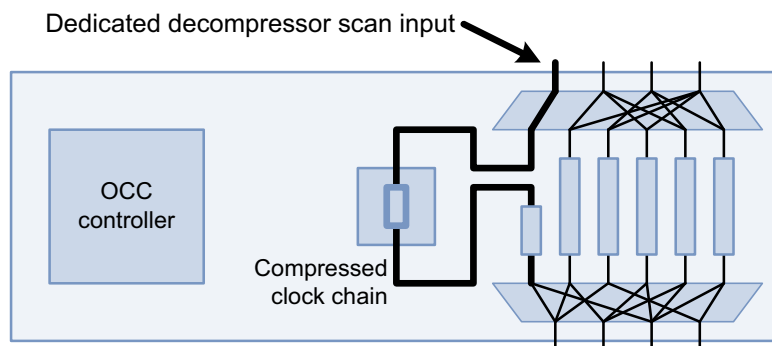 Dedicated decompressor scan input
OCC
controller
Compressed
clock chain